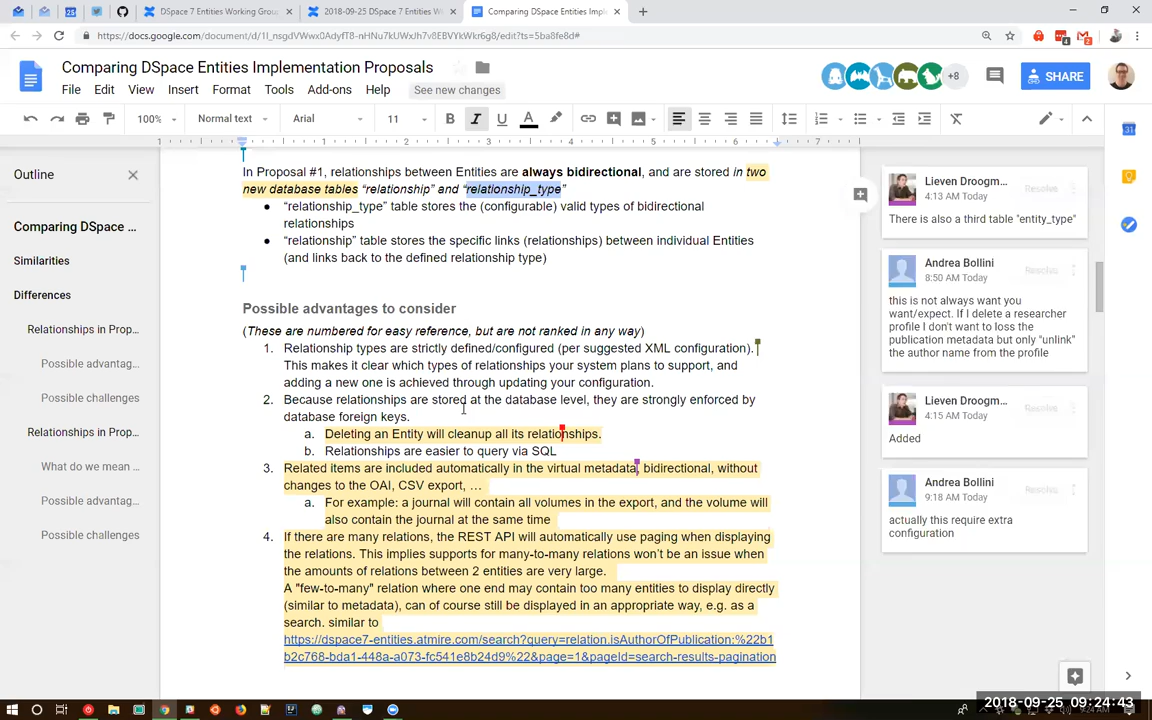 DSpace 7 Entities Working Grou
2018-09-25 DSpace 7 Entities W
Comparing DSpace Entities Imple
https://docs.google.com/document/d/1l_nsgdVWwx0AdyfT8-nHNu7kUWxJh7v8EBVYkWkr6g8/edit?ts=5ba8fe8d#
Comparing DSpace Entities Implementation Proposals
File Edit View Insert Format Tools Add-ons Help See new changes
+8
SHARE
100% Normal text Arial 11
1 1 2 3 4 5 6 7
Outline
Comparing DSpace ...
Similarities
Differences
Relationships in Prop...
Possible advantag...
Possible challenges
Relationships in Prop...
What do we mean ...
Possible advantag...
Possible challenges
In Proposal #1, relationships between Entities are always bidirectional, and are stored in two
new database tables “relationship” and “relationship_type”
● “relationship_type” table stores the (configurable) valid types of bidirectional
relationships
● “relationship” table stores the specific links (relationships) between individual Entities
(and links back to the defined relationship type)
Possible advantages to consider
(These are numbered for easy reference, but are not ranked in any way)
1. Relationship types are strictly defined/configured (per suggested XML configuration).
This makes it clear which types of relationships your system plans to support, and
adding a new one is achieved through updating your configuration.
2. Because relationships are stored at the database level, they are strongly enforced by
database foreign keys.
a. Deleting an Entity will cleanup all its relationships.
b. Relationships are easier to query via SQL
3. Related items are included automatically in the virtual metadata, bidirectional, without
changes to the OAI, CSV export, …
a. For example: a journal will contain all volumes in the export, and the volume will
also contain the journal at the same time
4. If there are many relations, the REST API will automatically use paging when displaying
the relations. This implies supports for many-to-many relations won’t be an issue when
the amounts of relations between 2 entities are very large.
A "few-to-many" relation where one end may contain too many entities to display directly
(similar to metadata), can of course still be displayed in an appropriate way, e.g. as a
search. similar to
https://dspace7-entities.atmire.com/search?query=relation.isAuthorOfPublication:%22b1
b2c768-bda1-448a-a073-fc541e8b24d9%22&page=1&pageId=search-results-pagination
Lieven Droogm...
4:13 AM Today
Resolve
There is also a third table "entity_type"
Andrea Bollini
8:50 AM Today
Resolve
this is not always want you
want/expect. If I delete a researcher
profile I don't want to loss the
publication metadata but only "unlink"
the author name from the profile
Lieven Droogm...
4:15 AM Today
Resolve
Added
Andrea Bollini
9:18 AM Today
Resolve
actually this require extra
configuration
2018-09-25 09:24:43